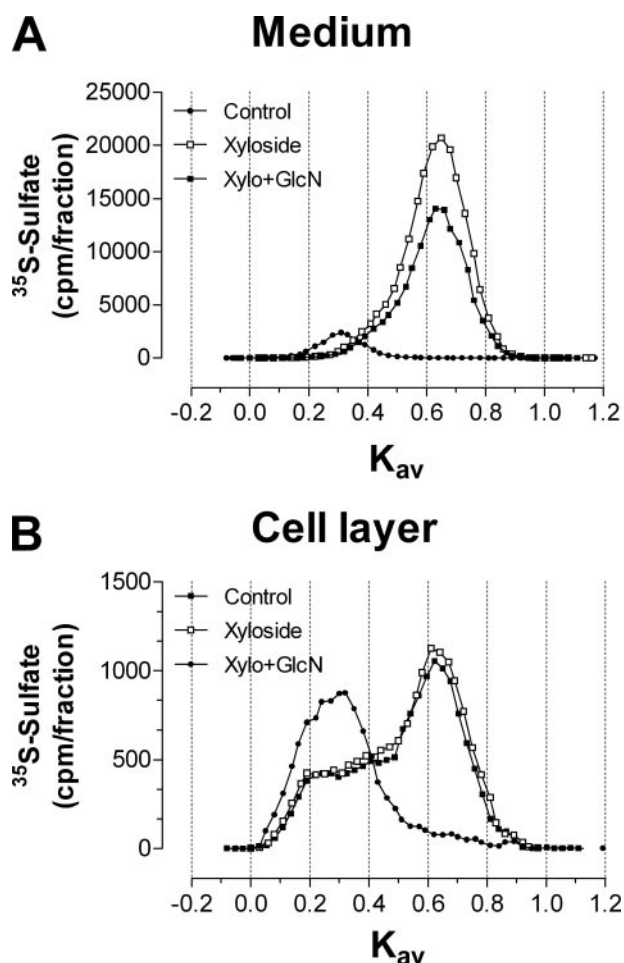 A Medium
25000
20000
15000
10000
5000
0
³⁵S-Sulfate
(cpm/fraction)
Control
Xyloside
Xylo+GlcN
-0.2 0.0 0.2 0.4 0.6 0.8 1.0 1.2
Kav
B Cell layer
1500
1000
500
0
³⁵S-Sulfate
(cpm/fraction)
Control
Xyloside
Xylo+GlcN
-0.2 0.0 0.2 0.4 0.6 0.8 1.0 1.2
Kav